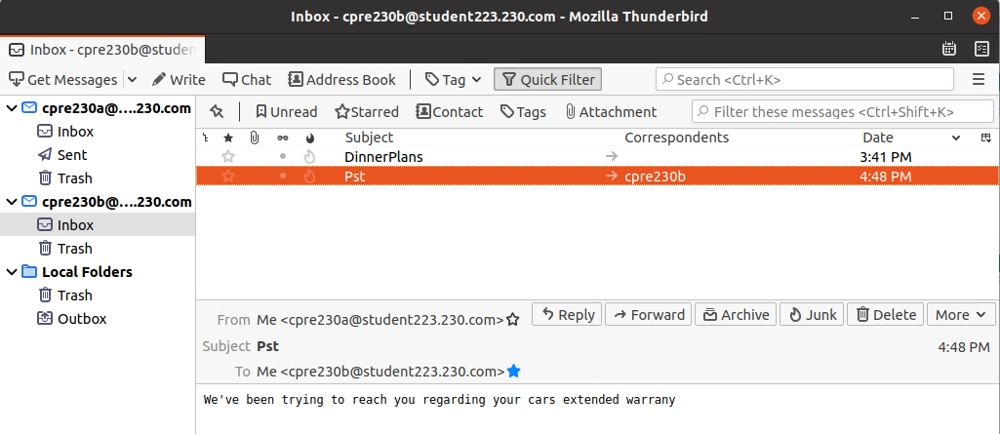 Inbox - cpre230b@student223.230.com - Mozilla Thunderbird
Inbox - cpre230b@studen
Get Messages Write Chat Address Book Tag Quick Filter Search <Ctrl+K>
cpre230a@....230.com
Inbox
Sent
Trash
cpre230b@....230.com
Inbox
Trash
Local Folders
Trash
Outbox
Unread Starred Contact Tags Attachment Filter these messages <Ctrl+Shift+K>
Subject Correspondents Date
DinnerPlans 3:41 PM
Pst cpre230b 4:48 PM
From Me <cpre230a@student223.230.com> Reply Forward Archive Junk Delete More
Subject Pst 4:48 PM
To Me <cpre230b@student223.230.com>
We've been trying to reach you regarding your cars extended warrany